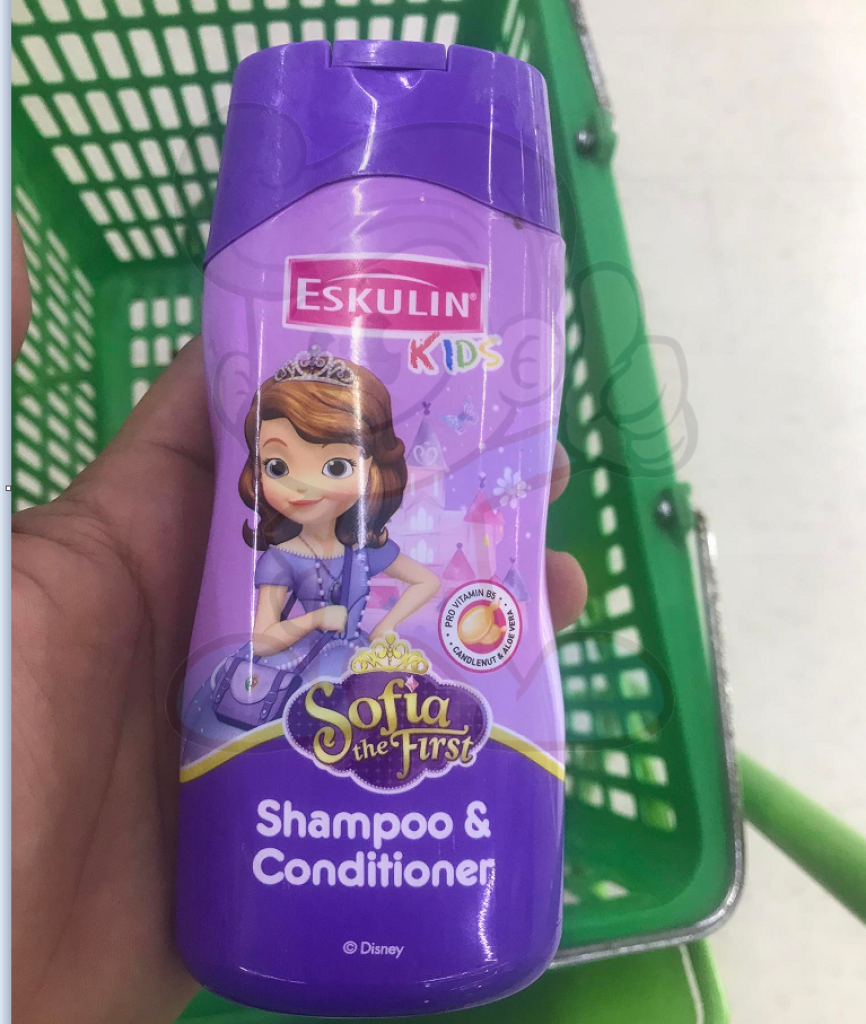 ESKULIN®
KIDS
PRO VITAMIN B5
CANDLENUT & ALOE VERA
Sofia
the First
Shampoo &
Conditioner
© Disney